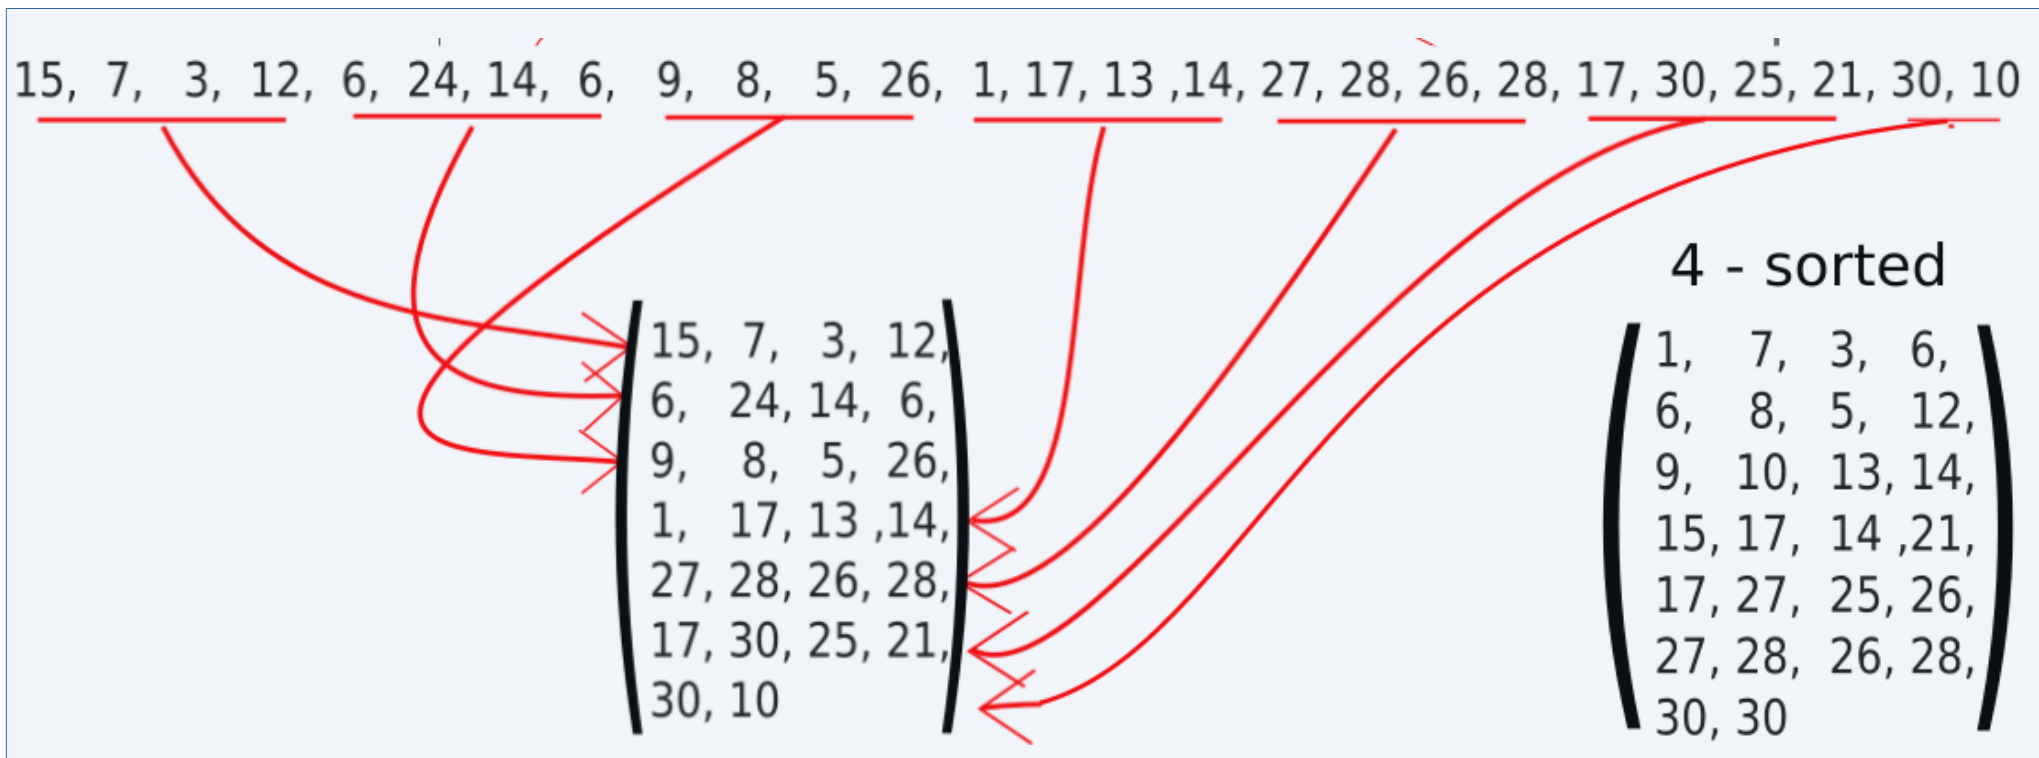 15, 7, 3, 12, 6, 24, 14, 6, 9, 8, 5, 26, 1, 17, 13 ,14, 27, 28, 26, 28, 17, 30, 25, 21, 30, 10
4 - sorted
15, 7, 3, 12,
6, 24, 14, 6,
9, 8, 5, 26,
1, 17, 13 ,14,
27, 28, 26, 28,
17, 30, 25, 21,
30, 10
1, 7, 3, 6,
6, 8, 5, 12,
9, 10, 13, 14,
15, 17, 14 ,21,
17, 27, 25, 26,
27, 28, 26, 28,
30, 30